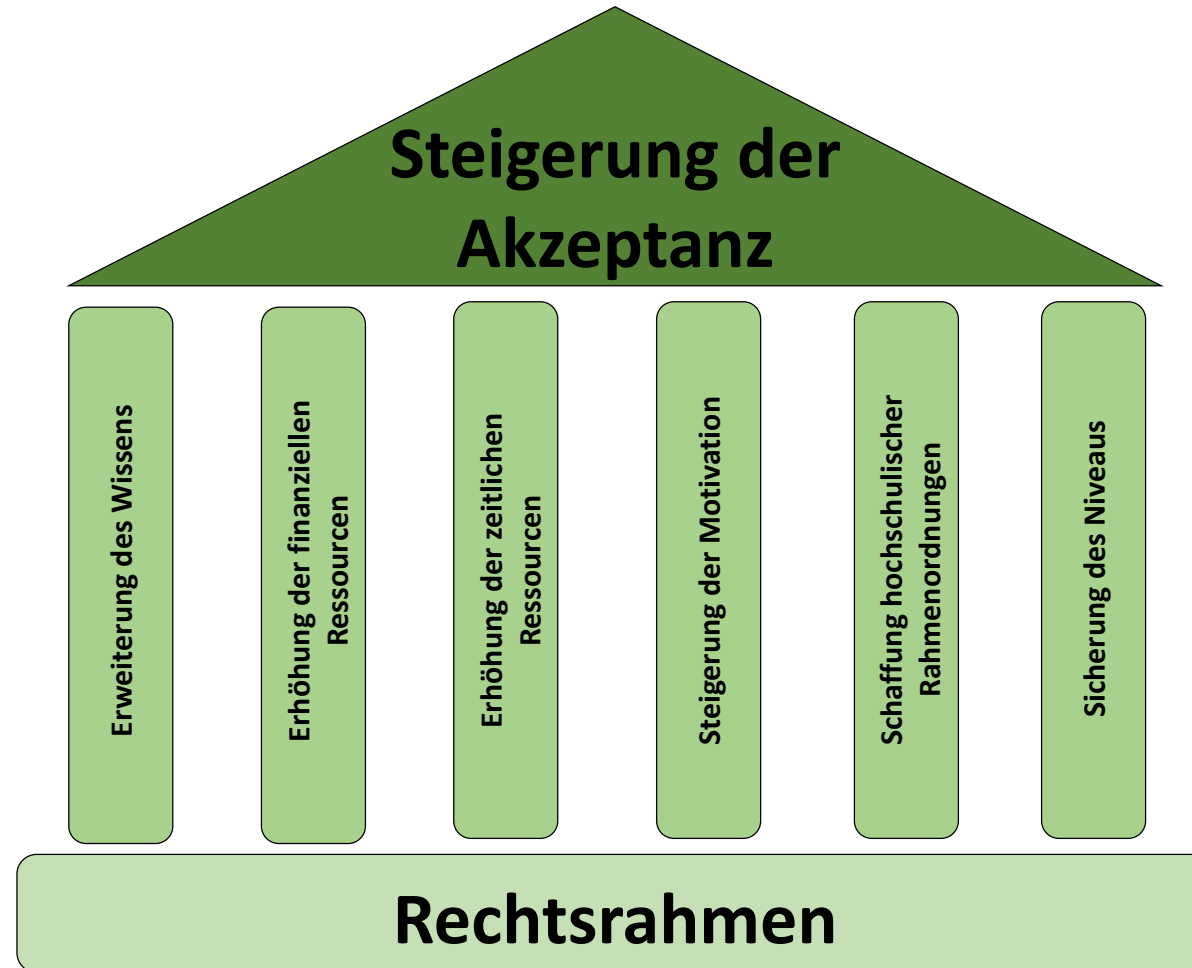 Steigerung der
Akzeptanz
Erweiterung des Wissens
Erhöhung der finanziellen
Ressourcen
Erhöhung der zeitlichen
Ressourcen
Steigerung der Motivation
Schaffung hochschulischer
Rahmenordnungen
Sicherung des Niveaus
Rechtsrahmen